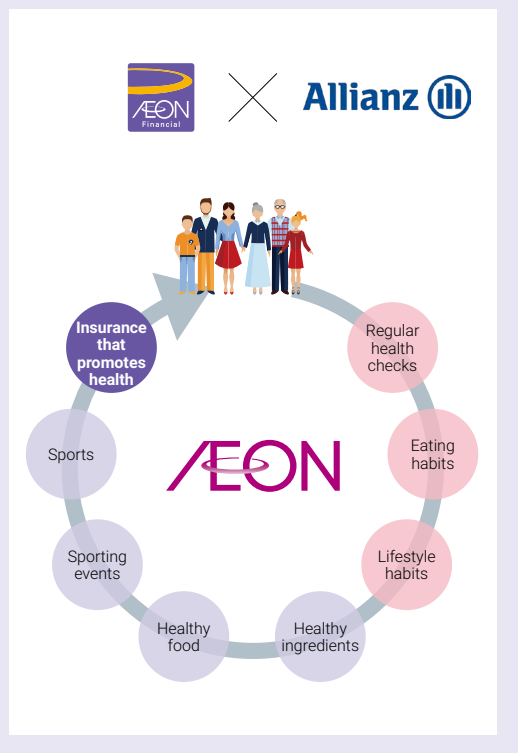 ÆON
Financial
Allianz
Insurance
that
promotes
health
Regular
health
checks
Sports
ÆON
Eating
habits
Sporting
events
Lifestyle
habits
Healthy
food
Healthy
ingredients